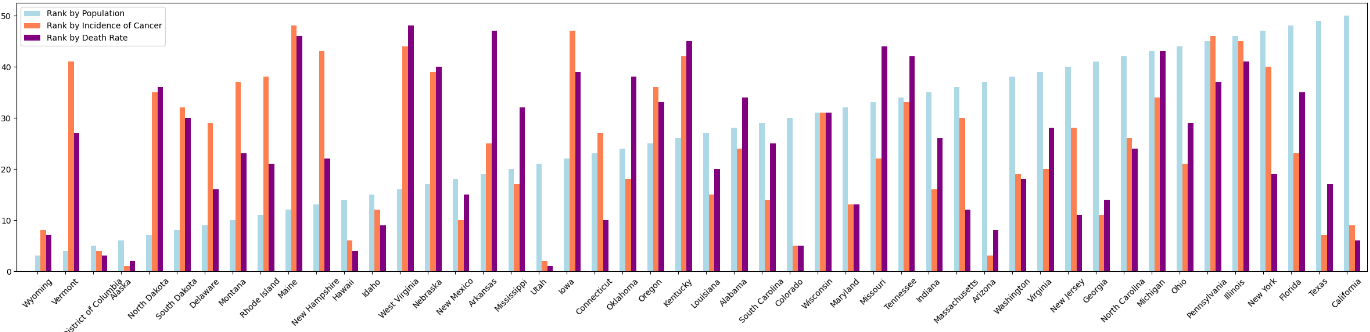 Rank by Population
Rank by Incidence of Cancer
Rank by Death Rate
50
40
30
20
10
0
Wyoming
Vermont
District of Columbia
Alaska
North Dakota
South Dakota
Delaware
Montana
Rhode Island
Maine
New Hampshire
Hawaii
Idaho
West Virginia
Nebraska
New Mexico
Arkansas
Mississippi
Utah
Iowa
Connecticut
Oklahoma
Oregon
Kentucky
Louisiana
Alabama
South Carolina
Colorado
Wisconsin
Maryland
Missouri
Tennessee
Indiana
Massachusetts
Arizona
Washington
Virginia
New Jersey
Georgia
North Carolina
Michigan
Ohio
Pennsylvania
Illinois
New York
Florida
Texas
California